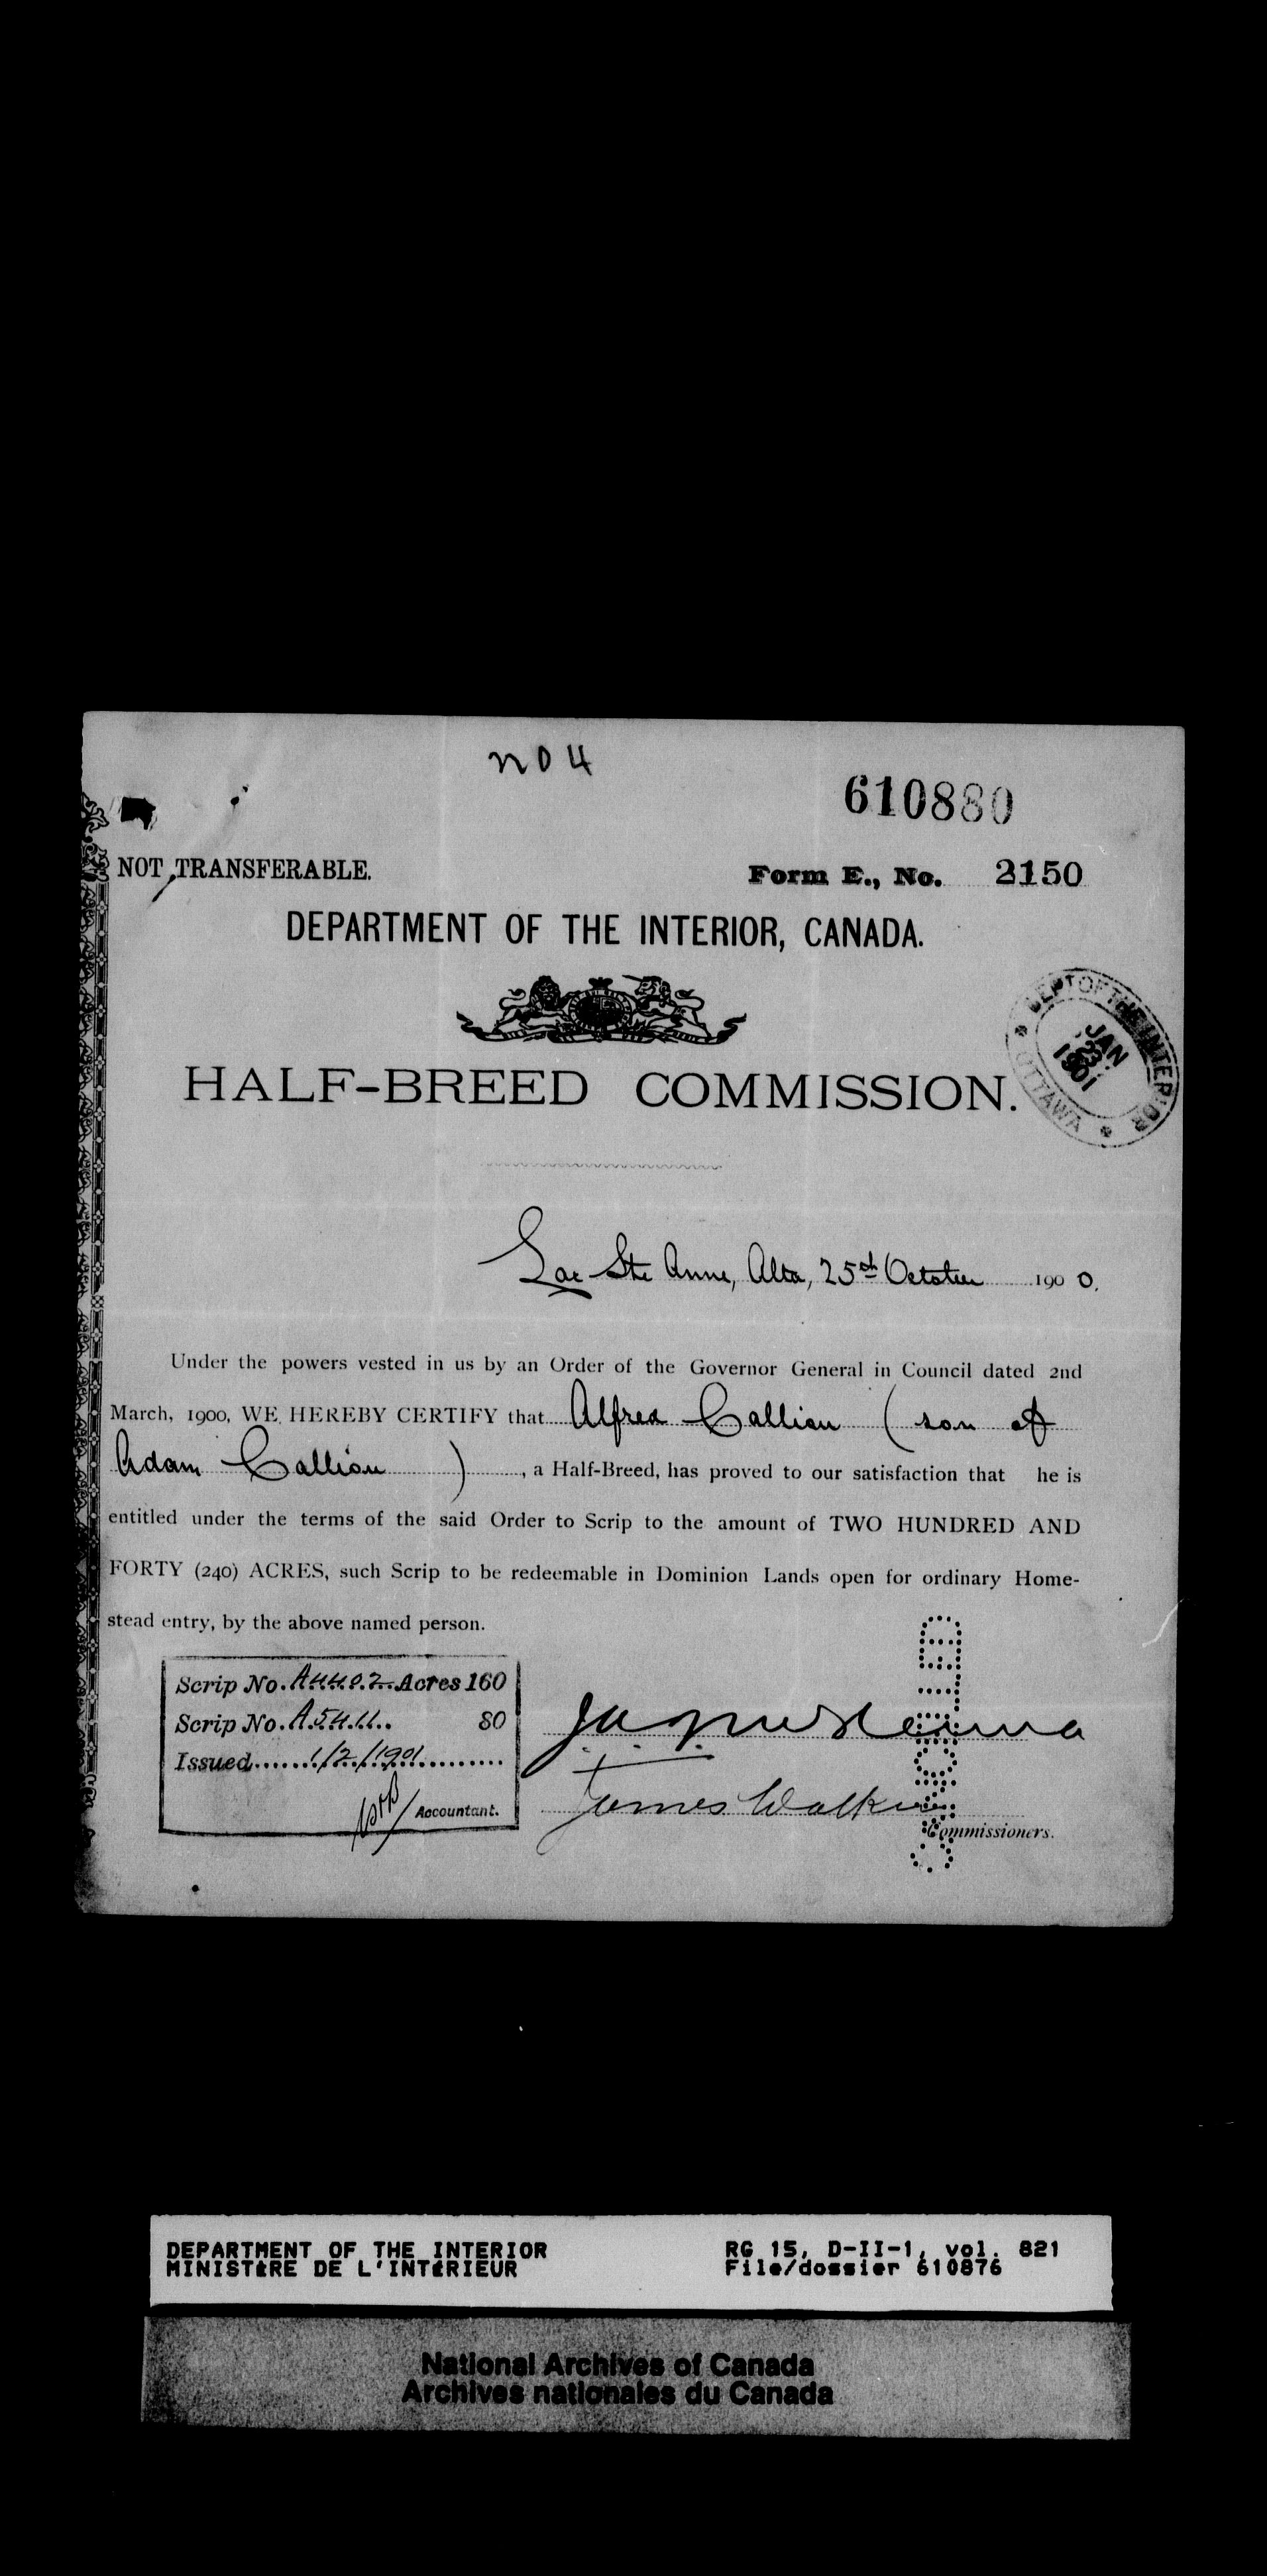 no 4
610880
NOT TRANSFERABLE.
Form E., No. 2150
DEPARTMENT OF THE INTERIOR, CANADA.
DEPT OF THE INTERIOR
JAN
1901
OTTAWA
HALF-BREED COMMISSION.
Lac Ste Anne, Alta, 25th October 1900.
Under the powers vested in us by an Order of the Governor General in Council dated 2nd
March, 1900, WE HEREBY CERTIFY that Alfred Callion (son of
Adam Callion ), a Half-Breed, has proved to our satisfaction that he is
entitled under the terms of the said Order to Scrip to the amount of TWO HUNDRED AND
FORTY (240) ACRES, such Scrip to be redeemable in Dominion Lands open for ordinary Home-
stead entry, by the above named person.
Scrip No. A4402 Acres 160
Scrip No. A5411 80
Issued 1/2/1901
Accountant.
James Walker
Commissioners.
DEPARTMENT OF THE INTERIOR
MINISTÈRE DE L'INTÉRIEUR
RG 15, D-II-1, vol. 821
File/dossier 610876
National Archives of Canada
Archives nationales du Canada